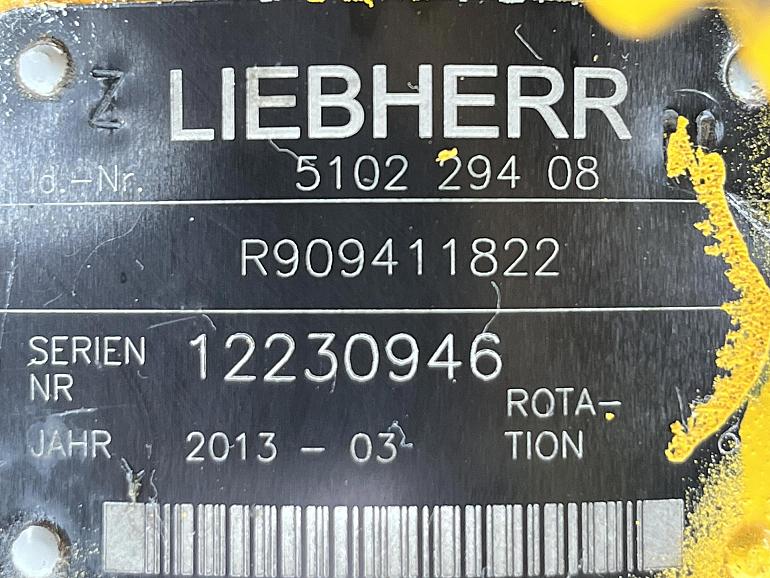 Z LIEBHERR
Id.-Nr. 5102 294 08
R909411822
SERIEN NR 12230946
JAHR 2013 - 03 ROTA-
TION